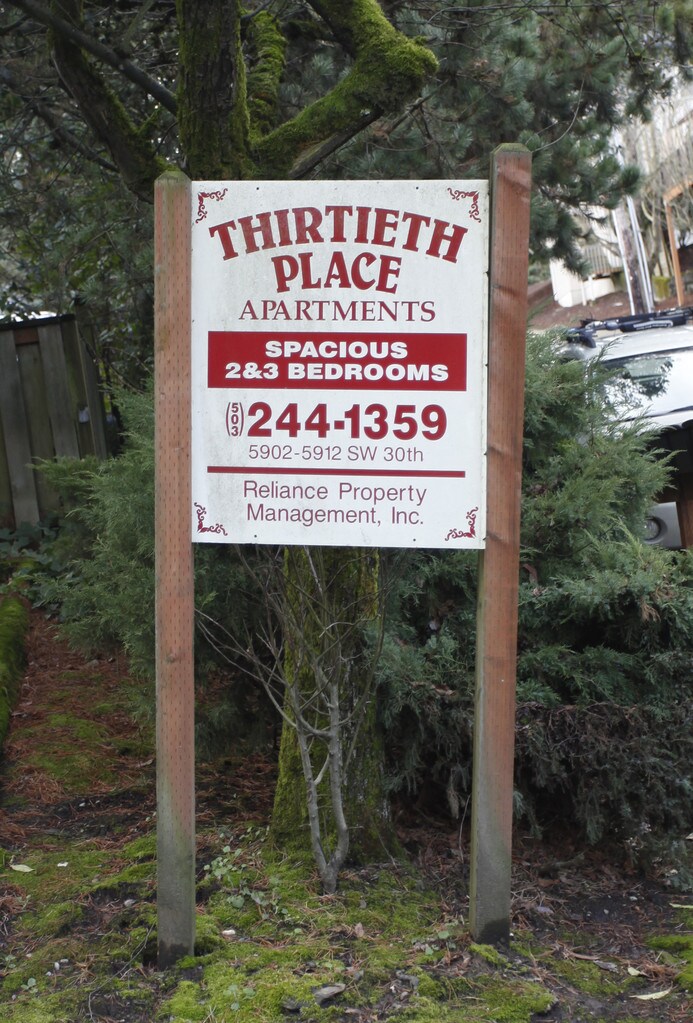 THIRTIETH
PLACE
APARTMENTS
SPACIOUS
2&3 BEDROOMS
(503) 244-1359
5902-5912 SW 30th
Reliance Property
Management, Inc.